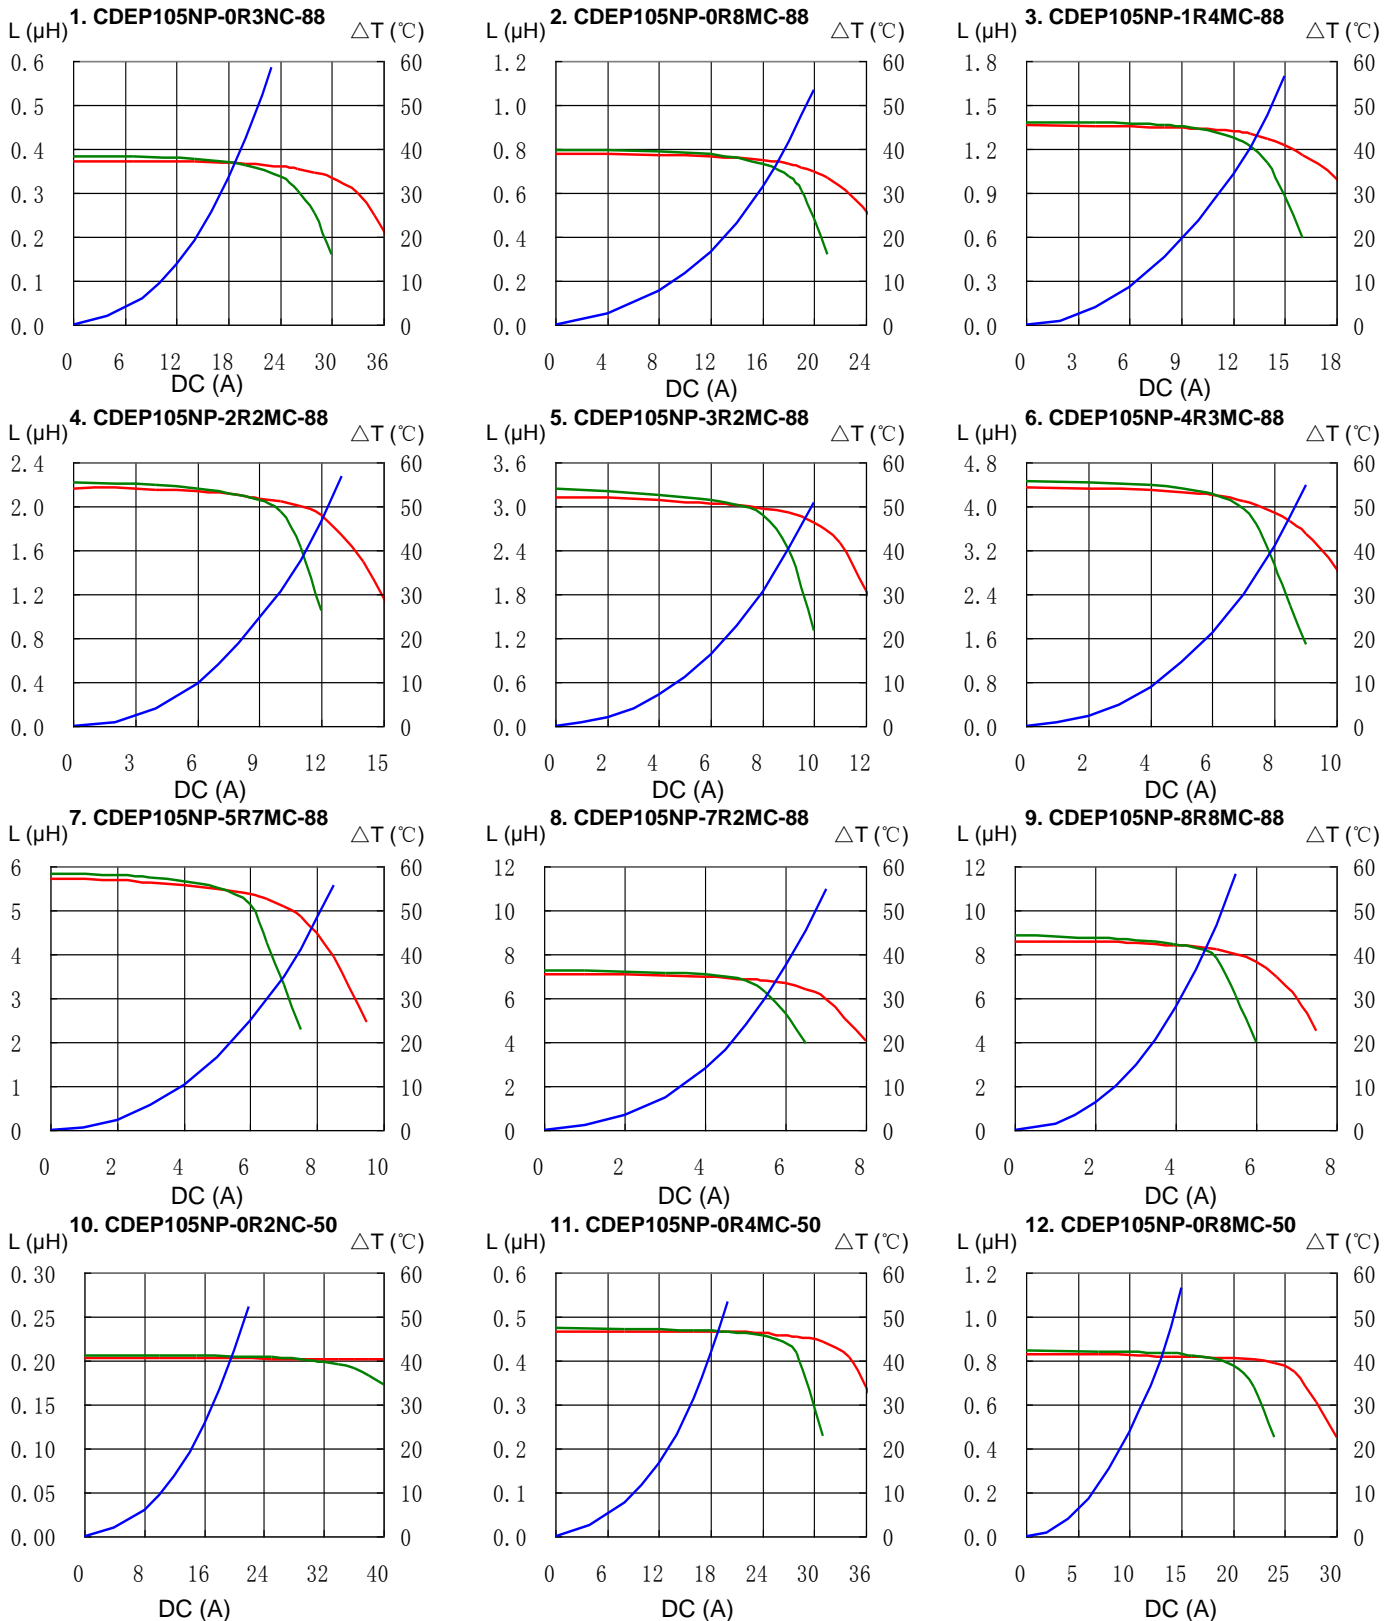 1. CDEP105NP-0R3NC-88
L (µH) △T (℃)
0.6 60
0.5 50
0.4 40
0.3 30
0.2 20
0.1 10
0.0 0
0 6 12 18 24 30 36
DC (A)
2. CDEP105NP-0R8MC-88
L (µH) △T (℃)
1.2 60
1.0 50
0.8 40
0.6 30
0.4 20
0.2 10
0.0 0
0 4 8 12 16 20 24
DC (A)
3. CDEP105NP-1R4MC-88
L (µH) △T (℃)
1.8 60
1.5 50
1.2 40
0.9 30
0.6 20
0.3 10
0.0 0
0 3 6 9 12 15 18
DC (A)
4. CDEP105NP-2R2MC-88
L (µH) △T (℃)
2.4 60
2.0 50
1.6 40
1.2 30
0.8 20
0.4 10
0.0 0
0 3 6 9 12 15
DC (A)
5. CDEP105NP-3R2MC-88
L (µH) △T (℃)
3.6 60
3.0 50
2.4 40
1.8 30
1.2 20
0.6 10
0.0 0
0 2 4 6 8 10 12
DC (A)
6. CDEP105NP-4R3MC-88
L (µH) △T (℃)
4.8 60
4.0 50
3.2 40
2.4 30
1.6 20
0.8 10
0.0 0
0 2 4 6 8 10
DC (A)
7. CDEP105NP-5R7MC-88
L (µH) △T (℃)
6 60
5 50
4 40
3 30
2 20
1 10
0 0
0 2 4 6 8 10
DC (A)
8. CDEP105NP-7R2MC-88
L (µH) △T (℃)
12 60
10 50
8 40
6 30
4 20
2 10
0 0
0 2 4 6 8
DC (A)
9. CDEP105NP-8R8MC-88
L (µH) △T (℃)
12 60
10 50
8 40
6 30
4 20
2 10
0 0
0 2 4 6 8
DC (A)
10. CDEP105NP-0R2NC-50
L (µH) △T (℃)
0.30 60
0.25 50
0.20 40
0.15 30
0.10 20
0.05 10
0.00 0
0 8 16 24 32 40
DC (A)
11. CDEP105NP-0R4MC-50
L (µH) △T (℃)
0.6 60
0.5 50
0.4 40
0.3 30
0.2 20
0.1 10
0.0 0
0 6 12 18 24 30 36
DC (A)
12. CDEP105NP-0R8MC-50
L (µH) △T (℃)
1.2 60
1.0 50
0.8 40
0.6 30
0.4 20
0.2 10
0.0 0
0 5 10 15 20 25 30
DC (A)